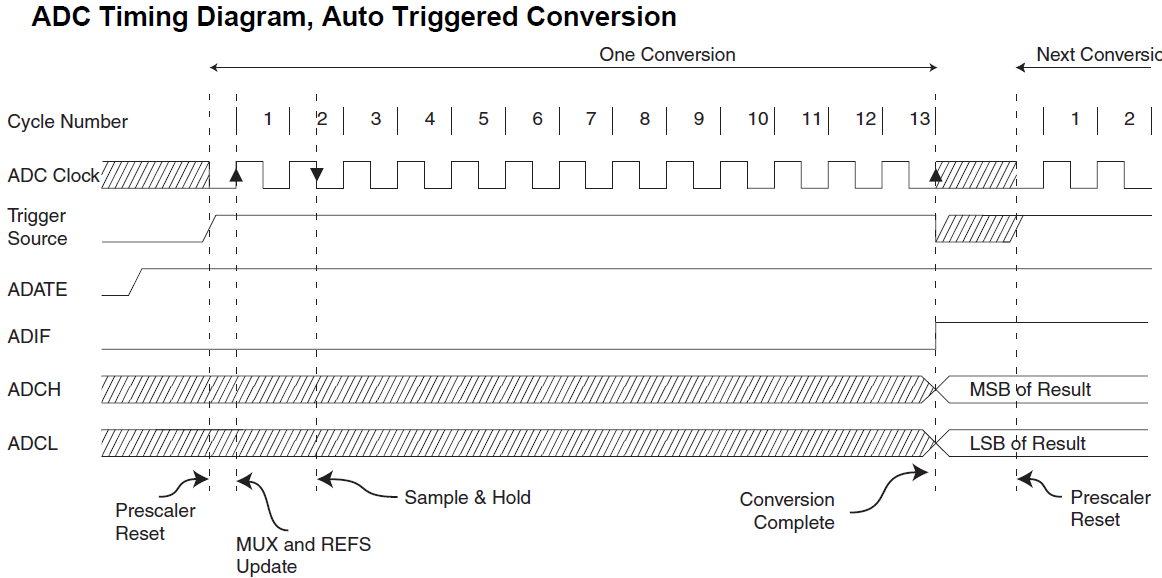 ADC Timing Diagram, Auto Triggered Conversion
One Conversion
Next Conversio
Cycle Number
1 2 3 4 5 6 7 8 9 10 11 12 13 1 2
ADC Clock
Trigger
Source
ADATE
ADIF
ADCH
MSB of Result
ADCL
LSB of Result
Prescaler
Reset
MUX and REFS
Update
Sample & Hold
Conversion
Complete
Prescaler
Reset